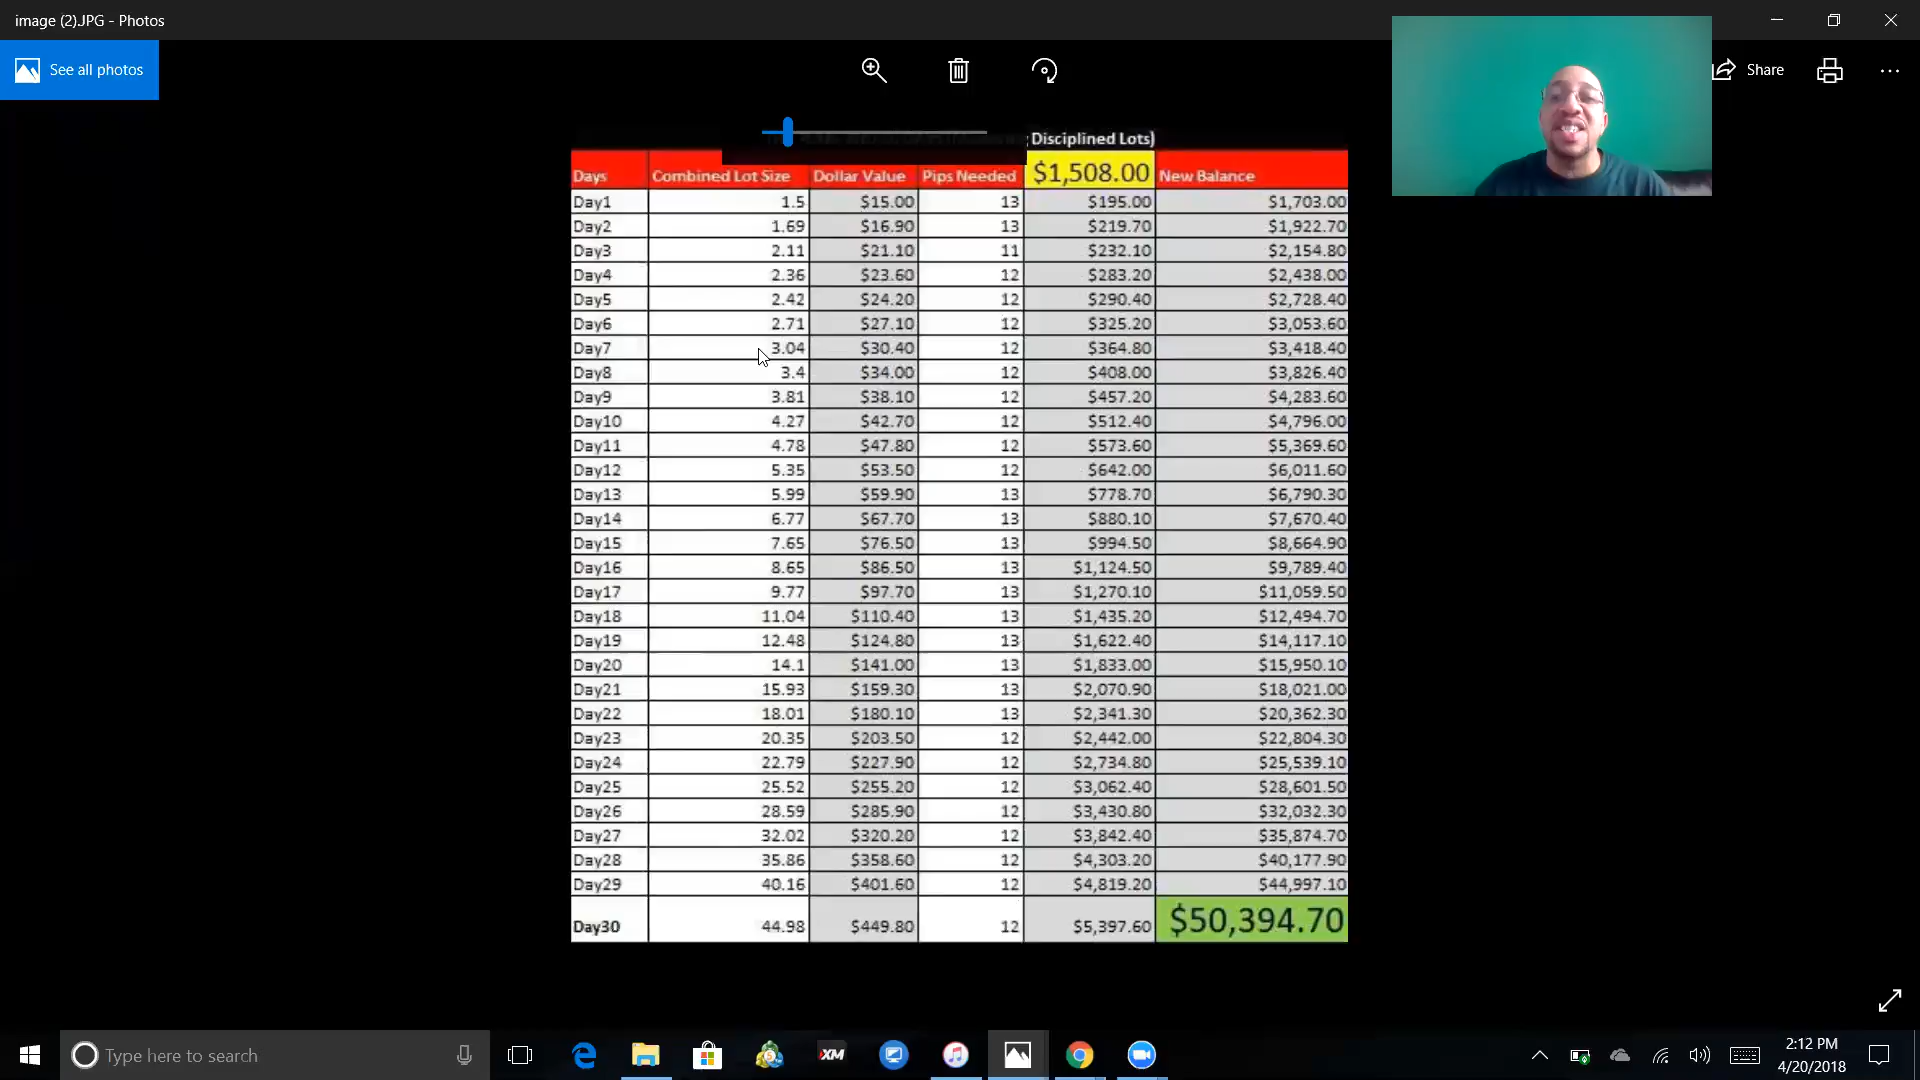 image (2).JPG - Photos
See all photos
Share
Disciplined Lots)
Days Combined Lot Size Dollar Value Pips Needed $1,508.00 New Balance
Day1 1.5 $15.00 13 $195.00 $1,703.00
Day2 1.69 $16.90 13 $219.70 $1,922.70
Day3 2.11 $21.10 11 $232.10 $2,154.80
Day4 2.36 $23.60 12 $283.20 $2,438.00
Day5 2.42 $24.20 12 $290.40 $2,728.40
Day6 2.71 $27.10 12 $325.20 $3,053.60
Day7 3.04 $30.40 12 $364.80 $3,418.40
Day8 3.4 $34.00 12 $408.00 $3,826.40
Day9 3.81 $38.10 12 $457.20 $4,283.60
Day10 4.27 $42.70 12 $512.40 $4,796.00
Day11 4.78 $47.80 12 $573.60 $5,369.60
Day12 5.35 $53.50 12 $642.00 $6,011.60
Day13 5.99 $59.90 13 $778.70 $6,790.30
Day14 6.77 $67.70 13 $880.10 $7,670.40
Day15 7.65 $76.50 13 $994.50 $8,664.90
Day16 8.65 $86.50 13 $1,124.50 $9,789.40
Day17 9.77 $97.70 13 $1,270.10 $11,059.50
Day18 11.04 $110.40 13 $1,435.20 $12,494.70
Day19 12.48 $124.80 13 $1,622.40 $14,117.10
Day20 14.1 $141.00 13 $1,833.00 $15,950.10
Day21 15.93 $159.30 13 $2,070.90 $18,021.00
Day22 18.01 $180.10 13 $2,341.30 $20,362.30
Day23 20.35 $203.50 12 $2,442.00 $22,804.30
Day24 22.79 $227.90 12 $2,734.80 $25,539.10
Day25 25.52 $255.20 12 $3,062.40 $28,601.50
Day26 28.59 $285.90 12 $3,430.80 $32,032.30
Day27 32.02 $320.20 12 $3,842.40 $35,874.70
Day28 35.86 $358.60 12 $4,303.20 $40,177.90
Day29 40.16 $401.60 12 $4,819.20 $44,997.10
Day30 44.98 $449.80 12 $5,397.60 $50,394.70
Type here to search
XM
2:12 PM
4/20/2018